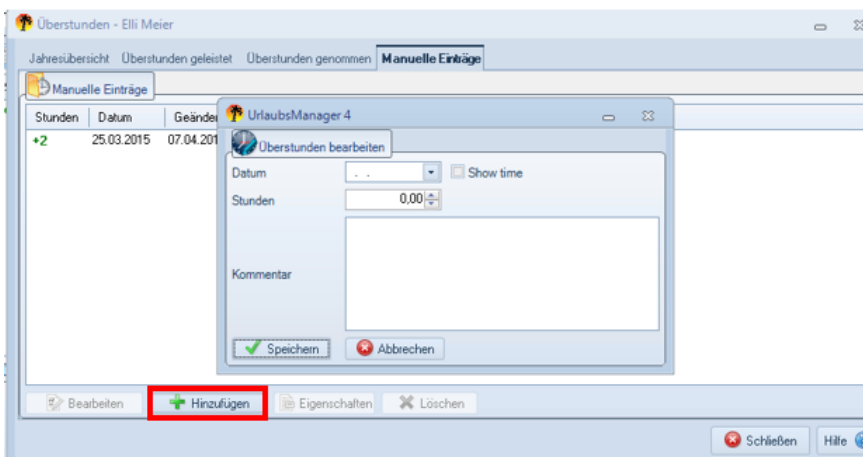 Überstunden - Elli Meier
Jahresübersicht Überstunden geleistet Überstunden genommen Manuelle Einträge
Manuelle Einträge
Stunden Datum
+2 25.03.2015
UrlaubsManager 4
Überstunden bearbeiten
Datum . . Show time
Stunden 0,00
Kommentar
Speichern Abbrechen
Bearbeiten Hinzufügen Eigenschaften Löschen
Schließen Hilfe